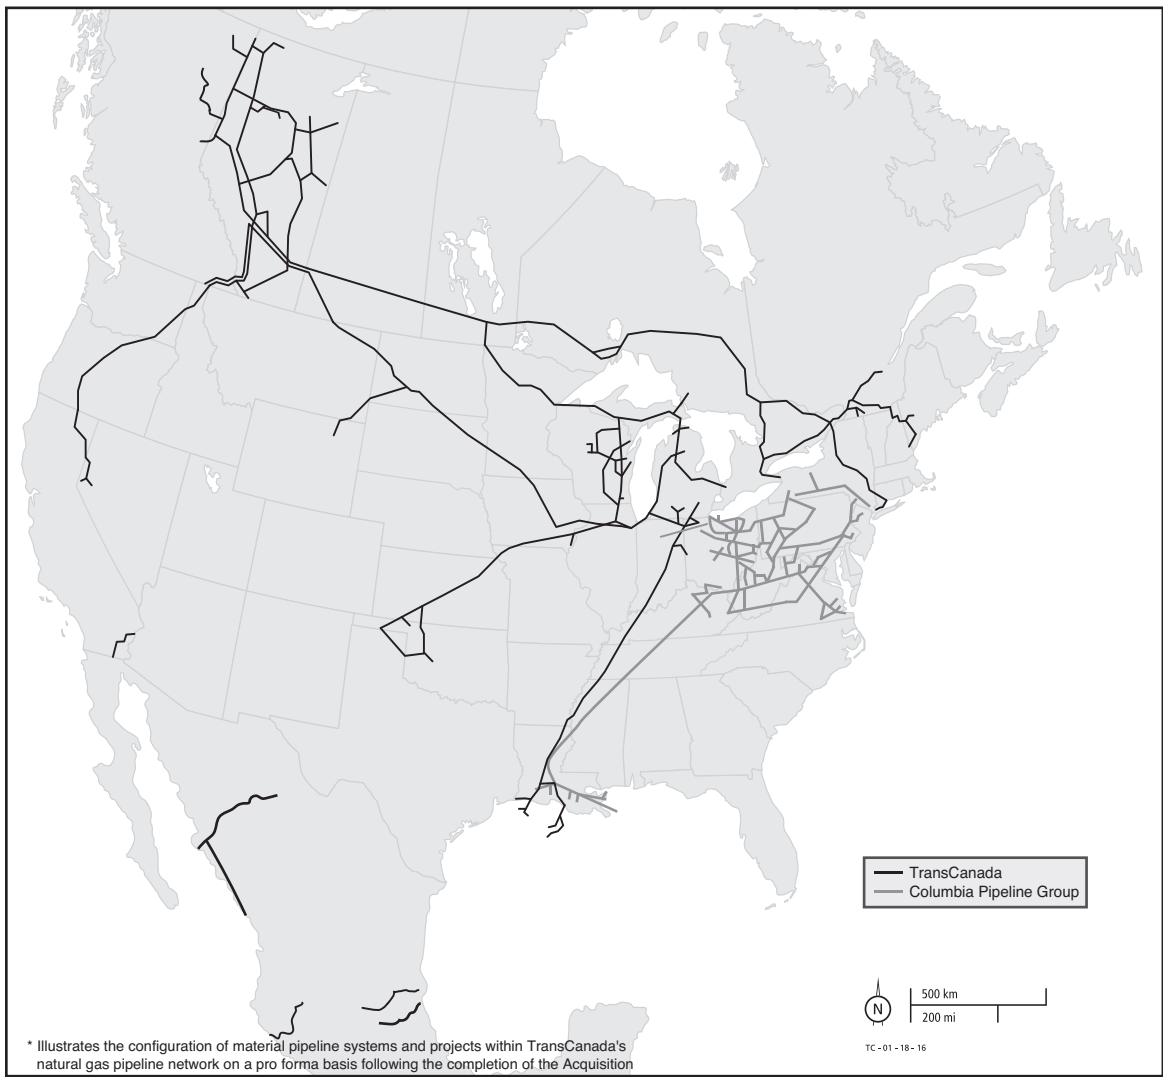 TransCanada
Columbia Pipeline Group
N
500 km
200 mi
TC - 01 - 18 - 16
* Illustrates the configuration of material pipeline systems and projects within TransCanada's
natural gas pipeline network on a pro forma basis following the completion of the Acquisition